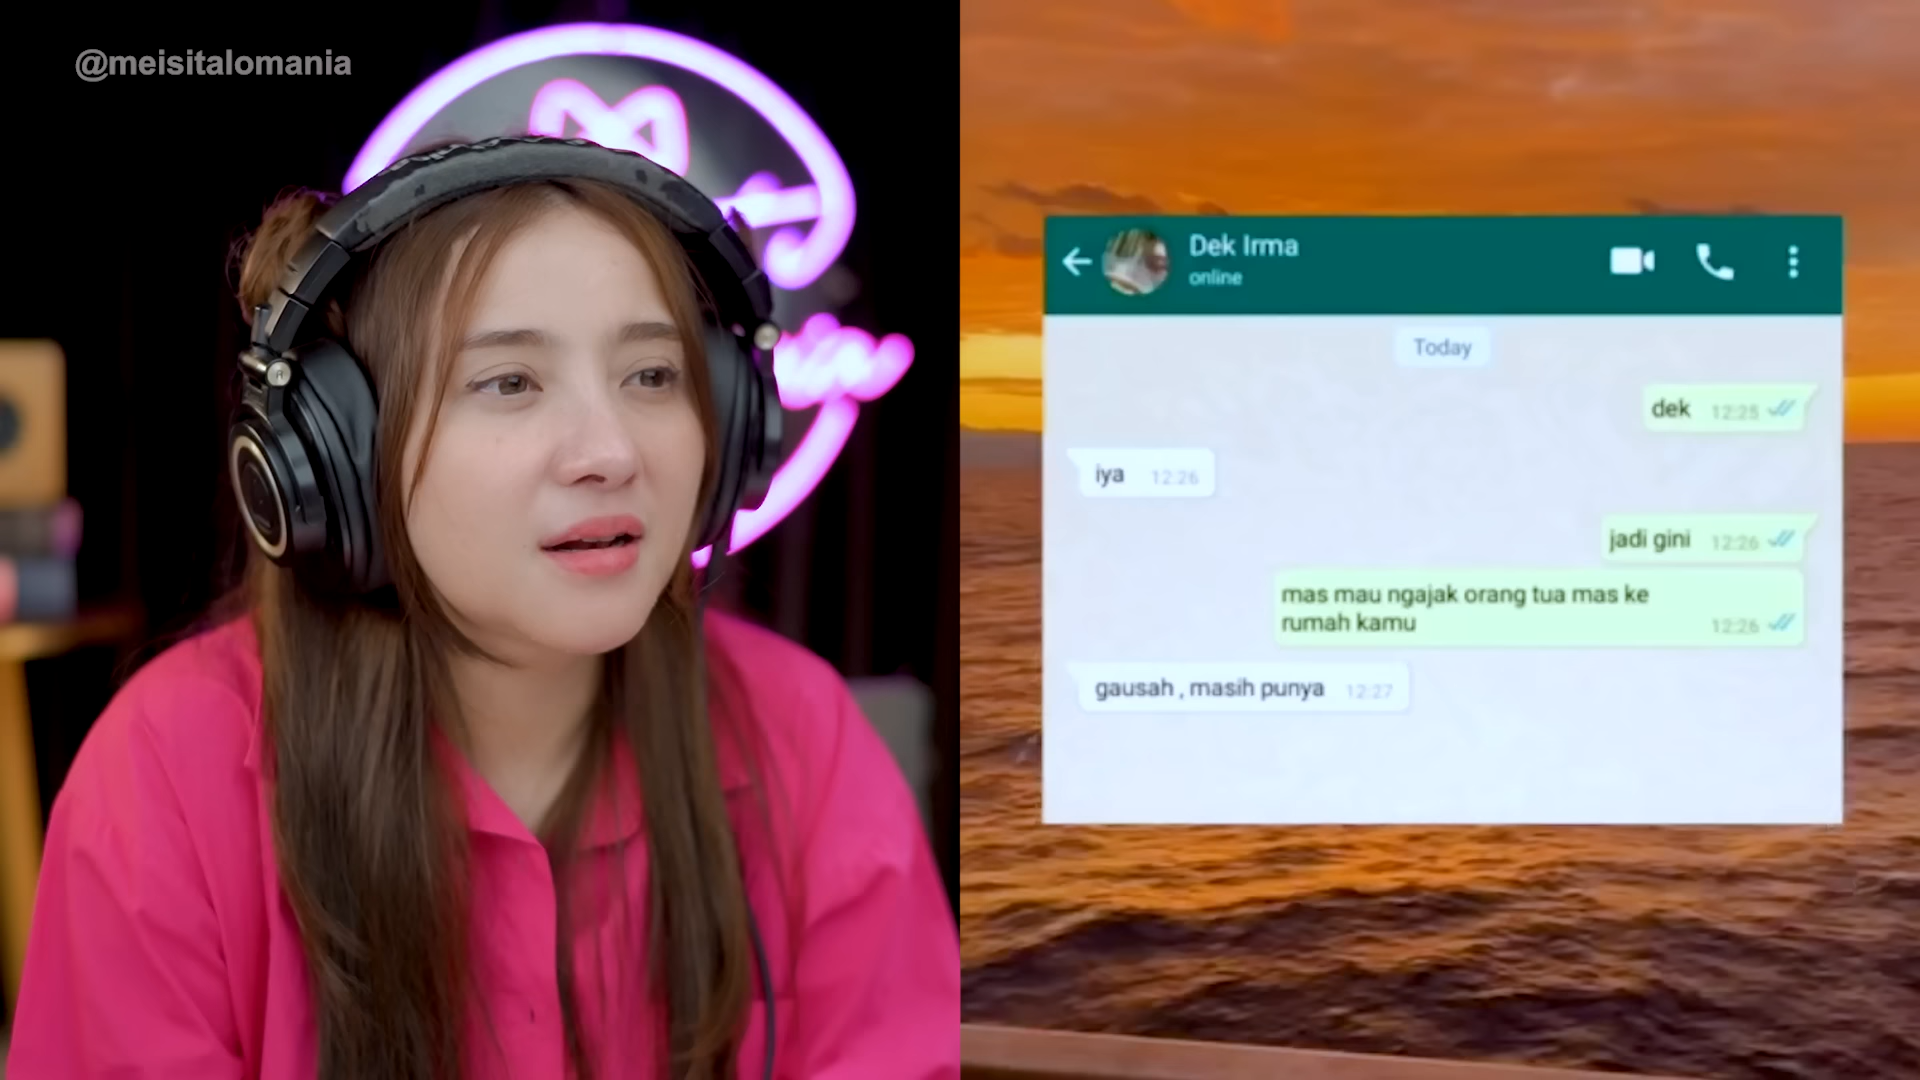 @meisitalomania
Dek Irma
online
Today
dek 12:25
iya 12:26
jadi gini 12:26
mas mau ngajak orang tua mas ke
rumah kamu 12:26
gausah , masih punya 12:27